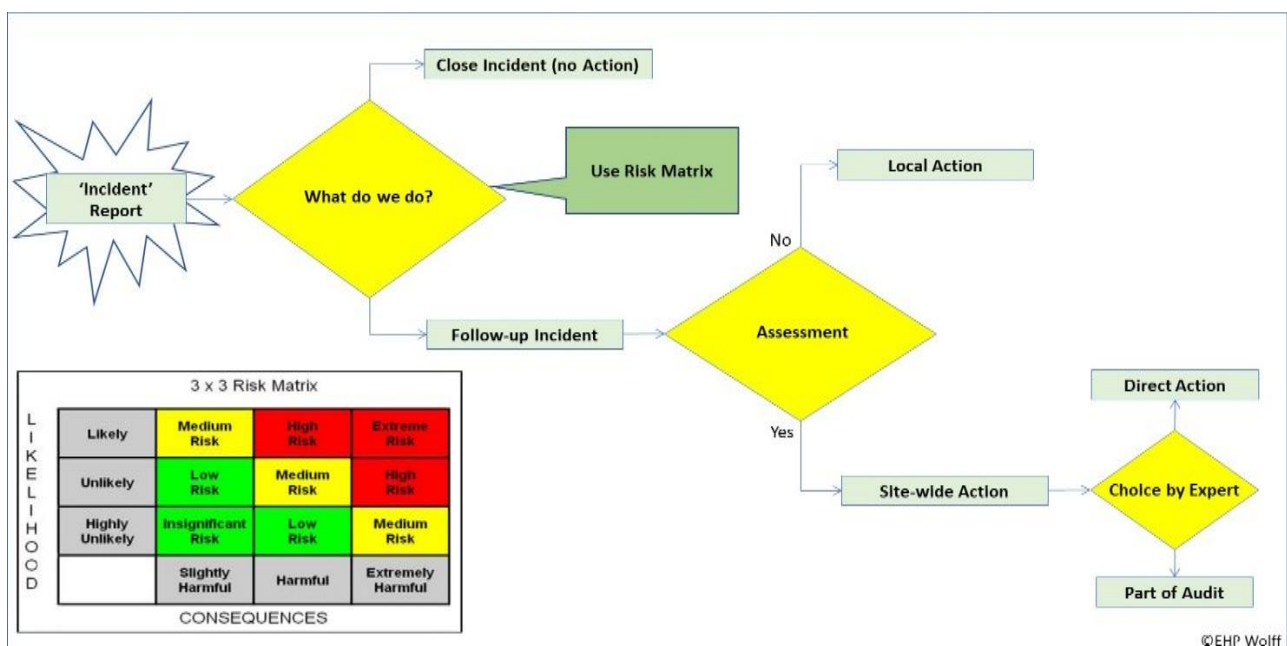 Close Incident (no Action)
'Incident'
Report
What do we do?
Use Risk Matrix
Local Action
No
Follow-up Incident
Assessment
Yes
Direct Action
Site-wide Action
Choice by Expert
Part of Audit
3 x 3 Risk Matrix
LIKELIHOOD
Likely
Medium
Risk
High
Risk
Extreme
Risk
Unlikely
Low
Risk
Medium
Risk
High
Risk
Highly
Unlikely
Insignificant
Risk
Low
Risk
Medium
Risk
Slightly
Harmful
Harmful
Extremely
Harmful
CONSEQUENCES
©EHP Wolff